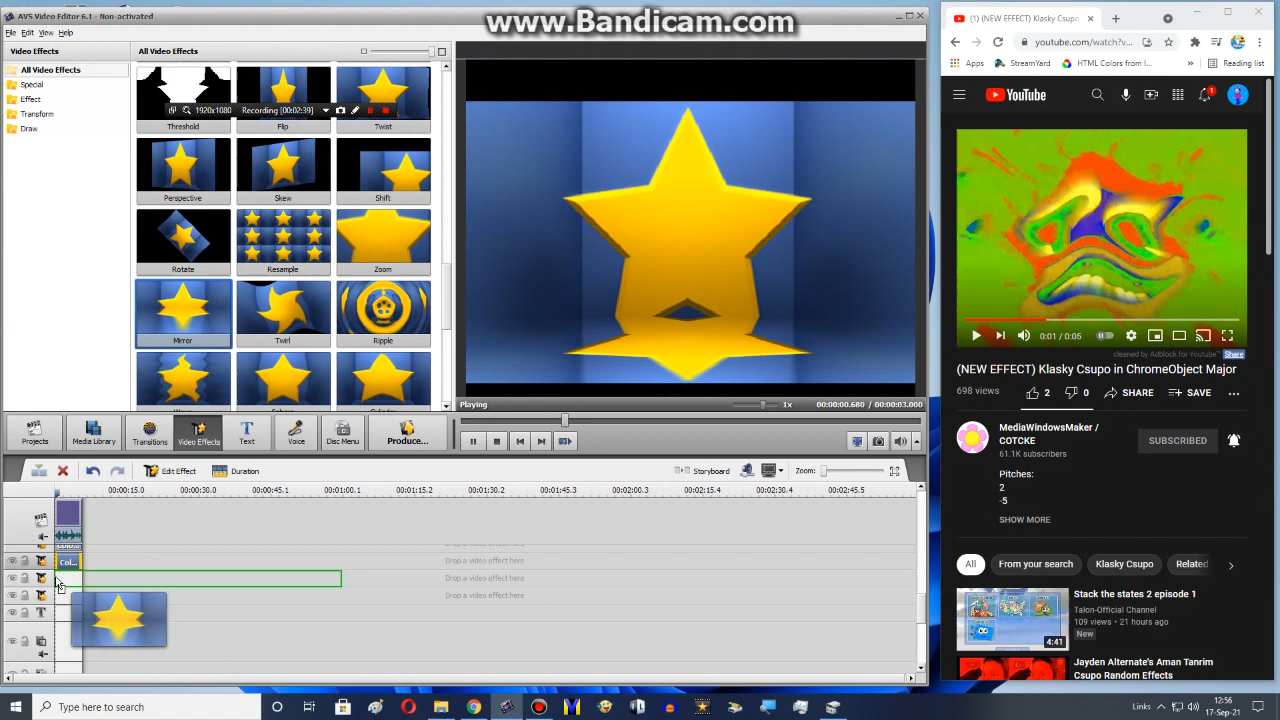 AVS Video Editor 6.1 - Non-activated
www.Bandicam.com
File Edit View Help
Video Effects
All Video Effects
All Video Effects
Special
Effect
Transform
Draw
1920x1080 Recording [00:02:39]
Threshold Flip Twist
Perspective Skew Shift
Rotate Resample Zoom
Mirror Twirl Ripple
Playing 1x 00:00:00.680 / 00:00:03.000
Projects Media Library Transitions Video Effects Text Voice Disc Menu Produce...
Edit Effect Duration Storyboard Zoom:
00:00:15.0 00:00:30.0 00:00:45.1 00:01:00.1 00:01:15.2 00:01:30.2 00:01:45.3 00:02:00.3 00:02:15.4 00:02:30.4 00:02:45.5
Drop a video effect here
Col... Drop a video effect here
Drop a video effect here
Drop a video effect here
T
(1) (NEW EFFECT) Klasky Csupo
youtube.com/watch?v...
Apps StreamYard HTML Colors from I... » Reading list
YouTube
1
0:01 / 0:05
cleaned by Adblock for Youtube™ Share
(NEW EFFECT) Klasky Csupo in ChromeObject Major
698 views 2 0 SHARE SAVE ...
MediaWindowsMaker /
COTCKE
61.1K subscribers
SUBSCRIBED
Pitches:
2
-5
SHOW MORE
All From your search Klasky Csupo Related
Stack the states 2 episode 1
Talon-Official Channel
109 views • 21 hours ago
New
4:41
Jayden Alternate's Aman Tanrim
Csupo Random Effects
Type here to search
Links
12:56
17-Sep-21